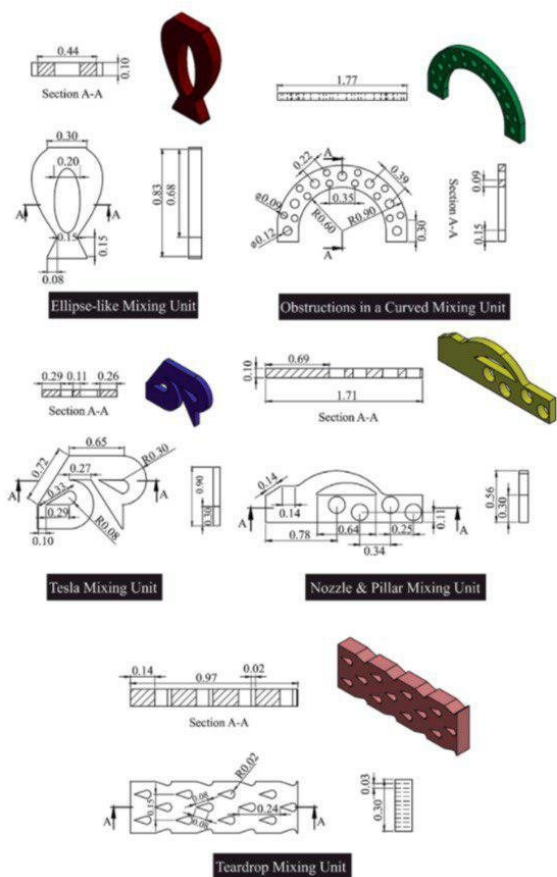 0.44
0.10
Section A-A
0.30
0.20
A
A
0.15
0.15
0.08
0.83
0.68
Ellipse-like Mixing Unit
1.77
A
0.22
0.39
0.35
ø0.09
R0.60
R0.90
ø0.12
0.30
A
Section A-A
0.09
0.15
Obstructions in a Curved Mixing Unit
0.29
0.11
0.26
Section A-A
0.65
R0.30
0.72
0.27
A
A
0.33
0.29
R0.08
0.10
0.90
0.30
Tesla Mixing Unit
0.69
0.10
1.71
Section A-A
0.14
A
A
0.14
0.64
0.25
0.11
0.78
0.34
0.56
0.30
Nozzle & Pillar Mixing Unit
0.14
0.97
0.02
Section A-A
R0.02
0.08
A
0.15
0.24
A
0.08
0.03
0.30
Teardrop Mixing Unit